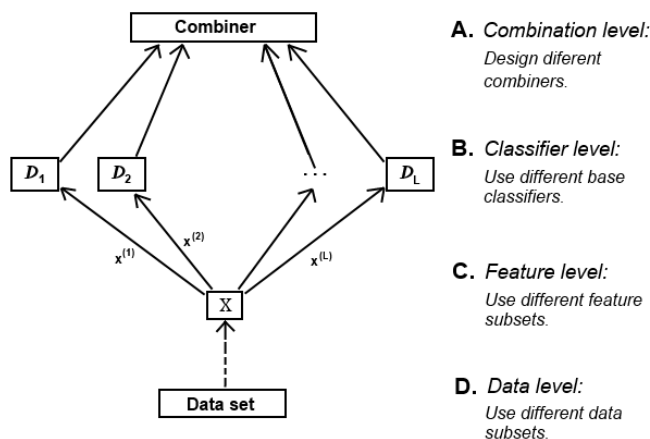 Combiner
A. Combination level:
Design diferent
combiners.
D₁
D₂
. . .
D_L
B. Classifier level:
Use different base
classifiers.
x⁽¹⁾
x⁽²⁾
x⁽ᴸ⁾
X
C. Feature level:
Use different feature
subsets.
Data set
D. Data level:
Use different data
subsets.